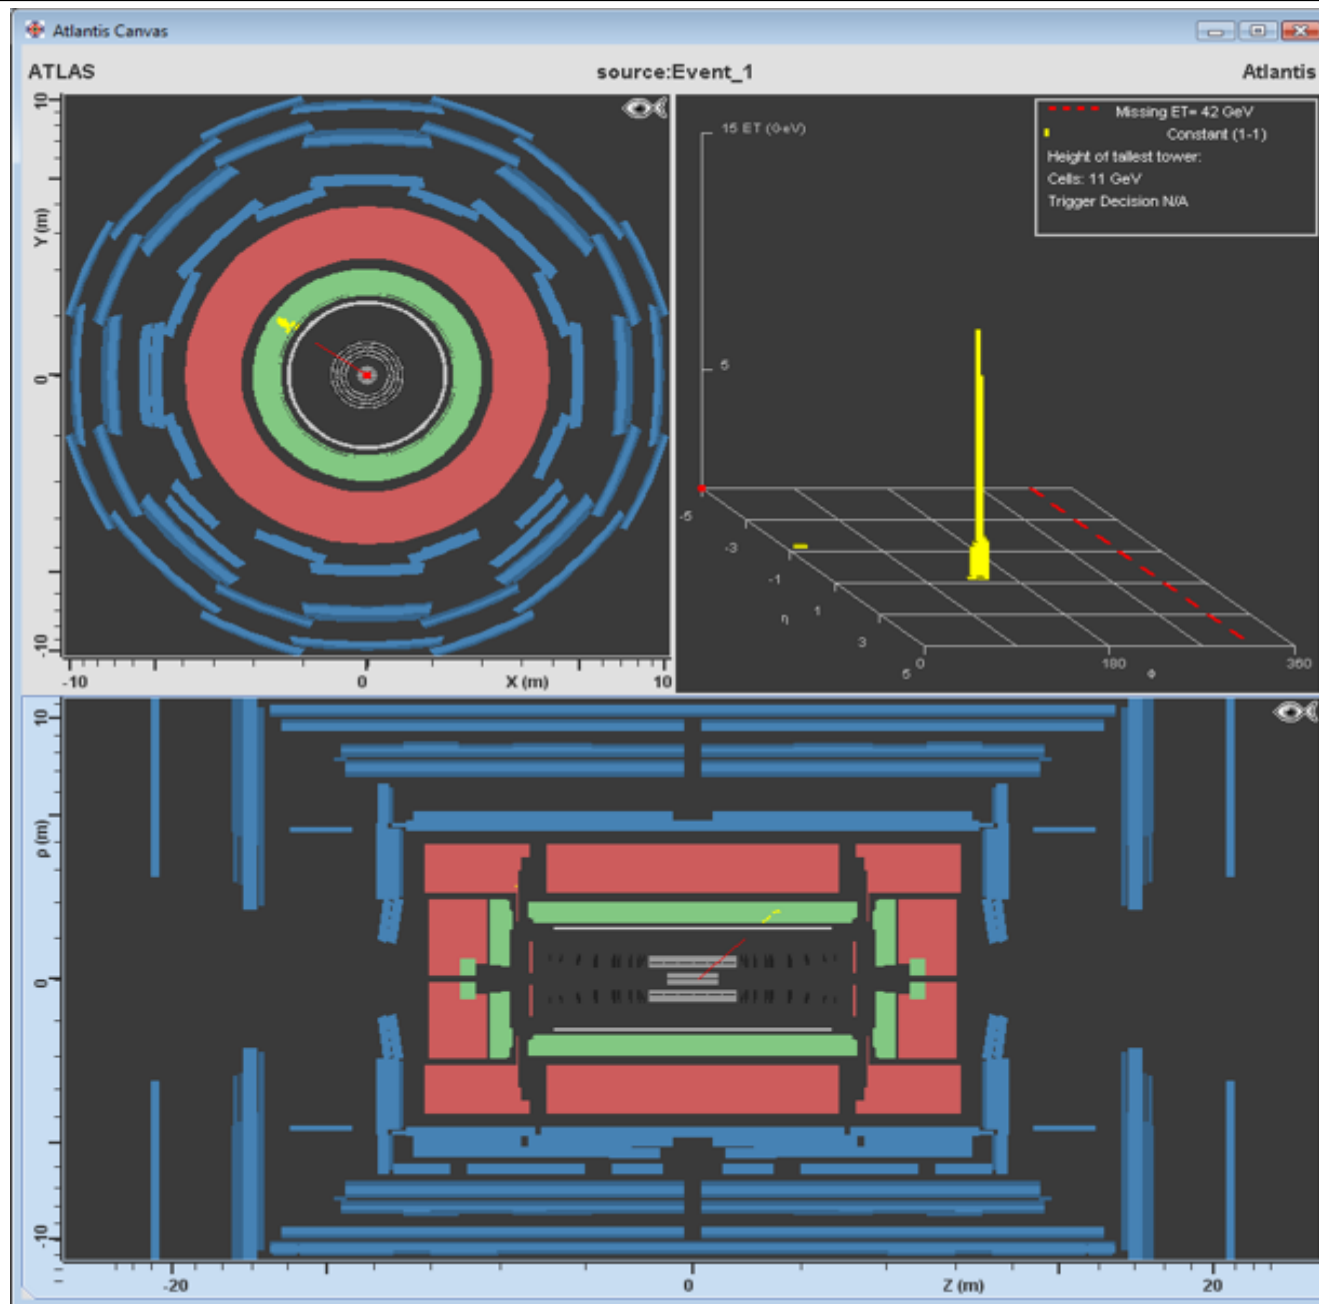 Atlantis Canvas
ATLAS source:Event_1 Atlantis
10
Y (m)
0
-10
-10 0 X (m) 10
15 ET (GeV)
5
Missing ET= 42 GeV
Constant (1-1)
Height of tallest tower:
Cells: 11 GeV
Trigger Decision N/A
-5
-3
-1
η 1
3
5 0 180 360
Φ
10
ρ (m)
0
-10
-20 0 Z (m) 20